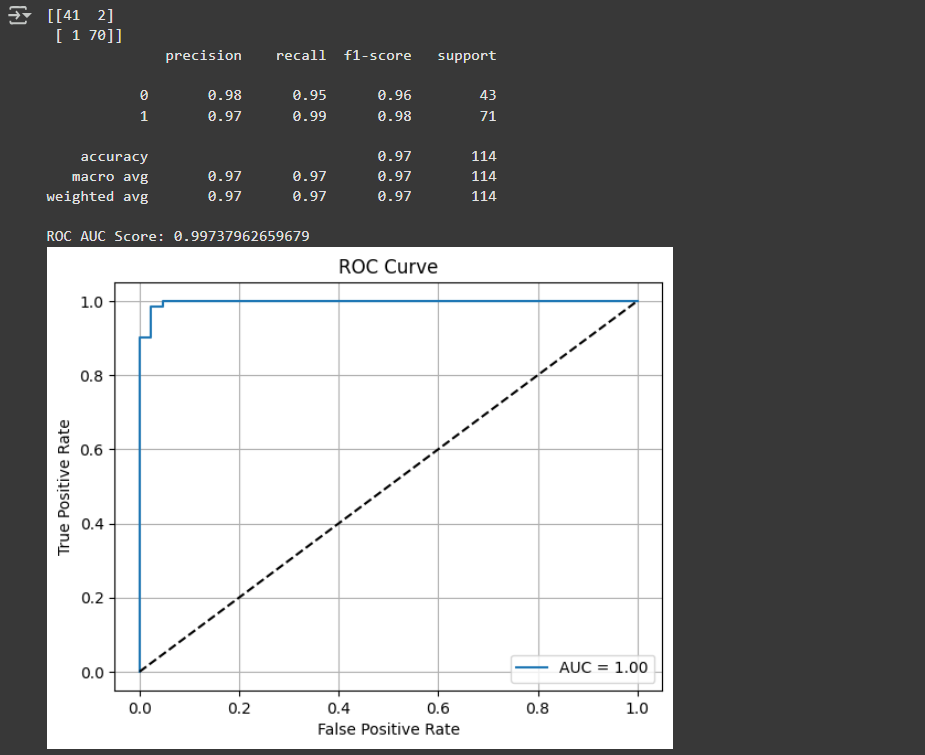 [[41  2]
 [ 1 70]]
precision    recall  f1-score   support
0       0.98      0.95      0.96        43
1       0.97      0.99      0.98        71
accuracy                           0.97       114
macro avg       0.97      0.97      0.97       114
weighted avg       0.97      0.97      0.97       114
ROC AUC Score: 0.99737962659679
ROC Curve
1.0
0.8
0.6
0.4
0.2
0.0
True Positive Rate
AUC = 1.00
0.0 0.2 0.4 0.6 0.8 1.0
False Positive Rate